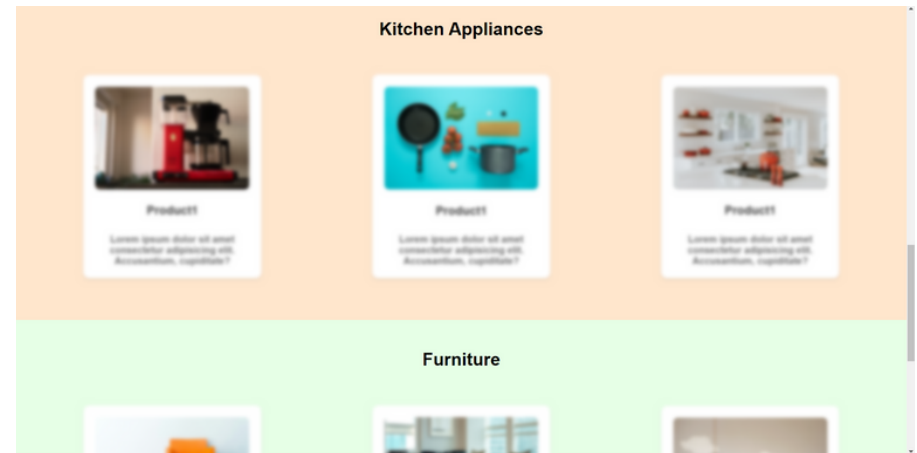 Kitchen Appliances
Product1
Lorem ipsum dolor sit amet
consectetur adipisicing elit.
Accusantium, cupiditate?
Product1
Lorem ipsum dolor sit amet
consectetur adipisicing elit.
Accusantium, cupiditate?
Product1
Lorem ipsum dolor sit amet
consectetur adipisicing elit.
Accusantium, cupiditate?
Furniture